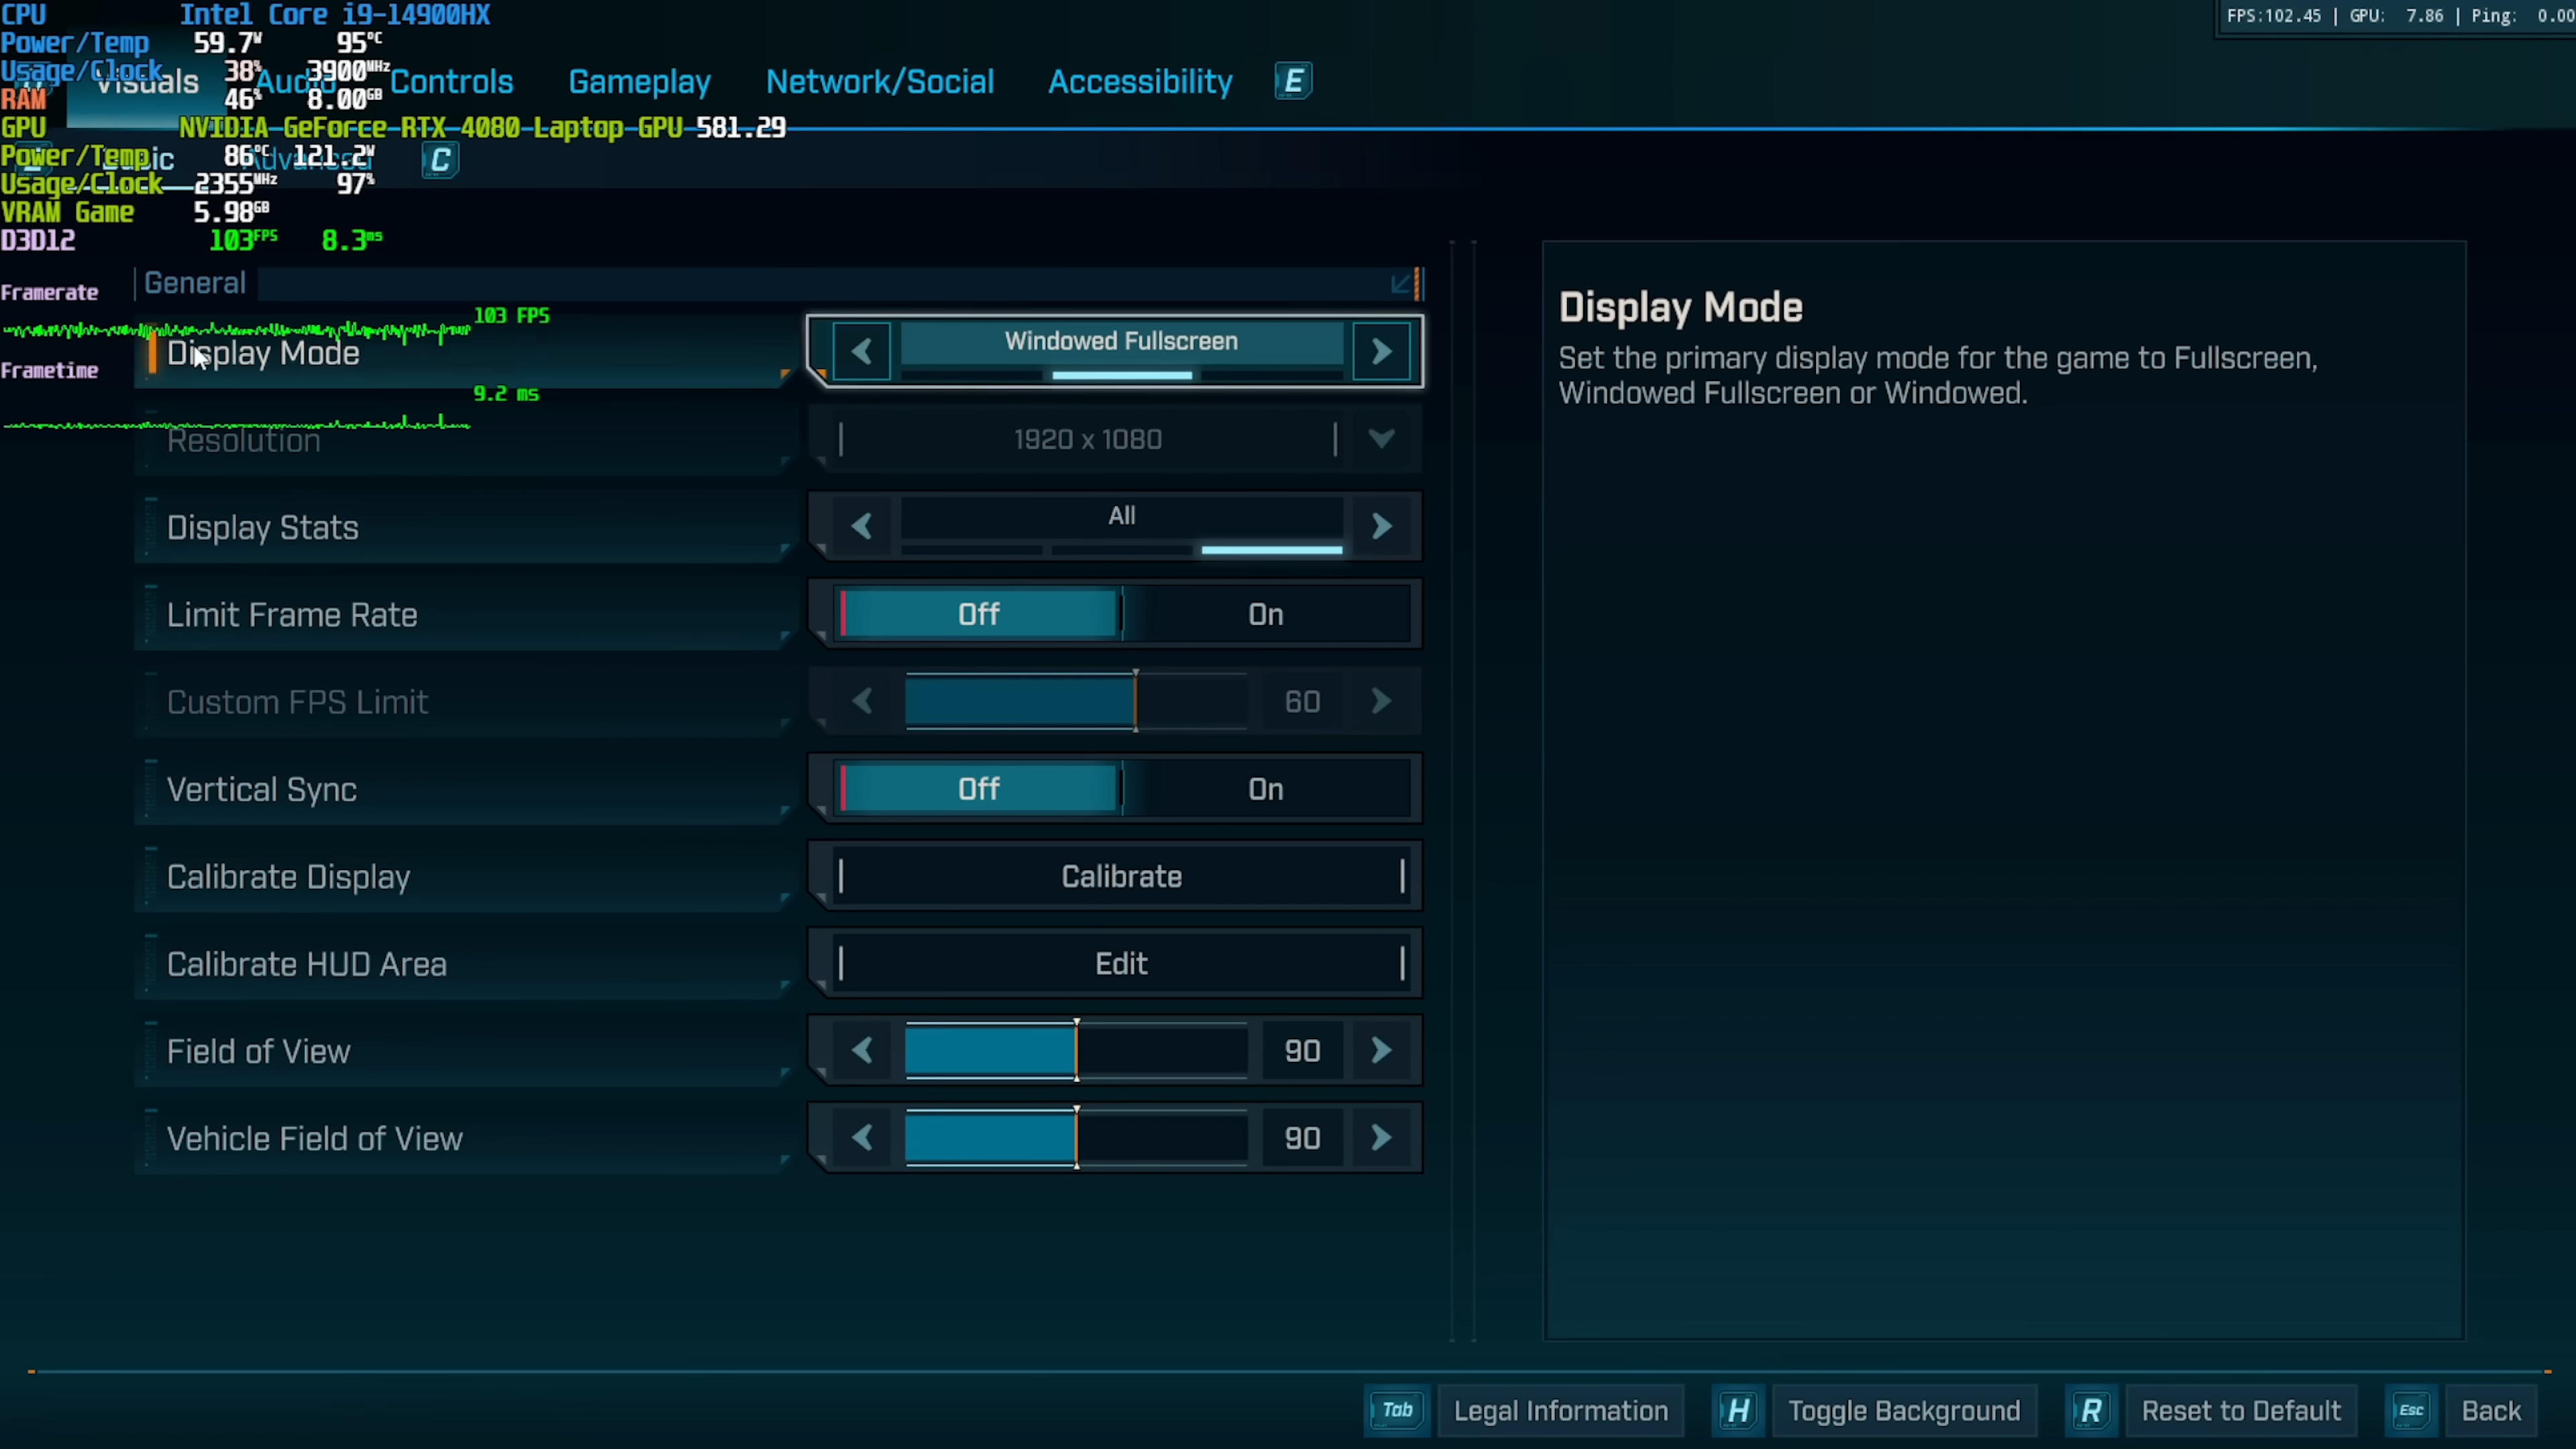 CPU Intel Core i9-14900HX
FPS:102.45 | GPU: 7.86 | Ping: 0.00
Power/Temp 59.7W 95°C
Usage/Clock 38% 3900MHz
Visuals Audio Controls Gameplay Network/Social Accessibility E
RAM 46% 8.00GB
GPU NVIDIA GeForce RTX 4080 Laptop GPU 581.29
Power/Temp 86°C 121.2W
Basic Advanced C
Usage/Clock 2355MHz 97%
VRAM Game 5.98GB
D3D12 103FPS 8.3ms
General
Framerate
103 FPS
Display Mode Windowed Fullscreen
Frametime
9.2 ms
Resolution 1920 x 1080
Display Stats All
Limit Frame Rate Off On
Custom FPS Limit 60
Vertical Sync Off On
Calibrate Display Calibrate
Calibrate HUD Area Edit
Field of View 90
Vehicle Field of View 90
Display Mode
Set the primary display mode for the game to Fullscreen,
Windowed Fullscreen or Windowed.
Tab Legal Information H Toggle Background R Reset to Default Esc Back